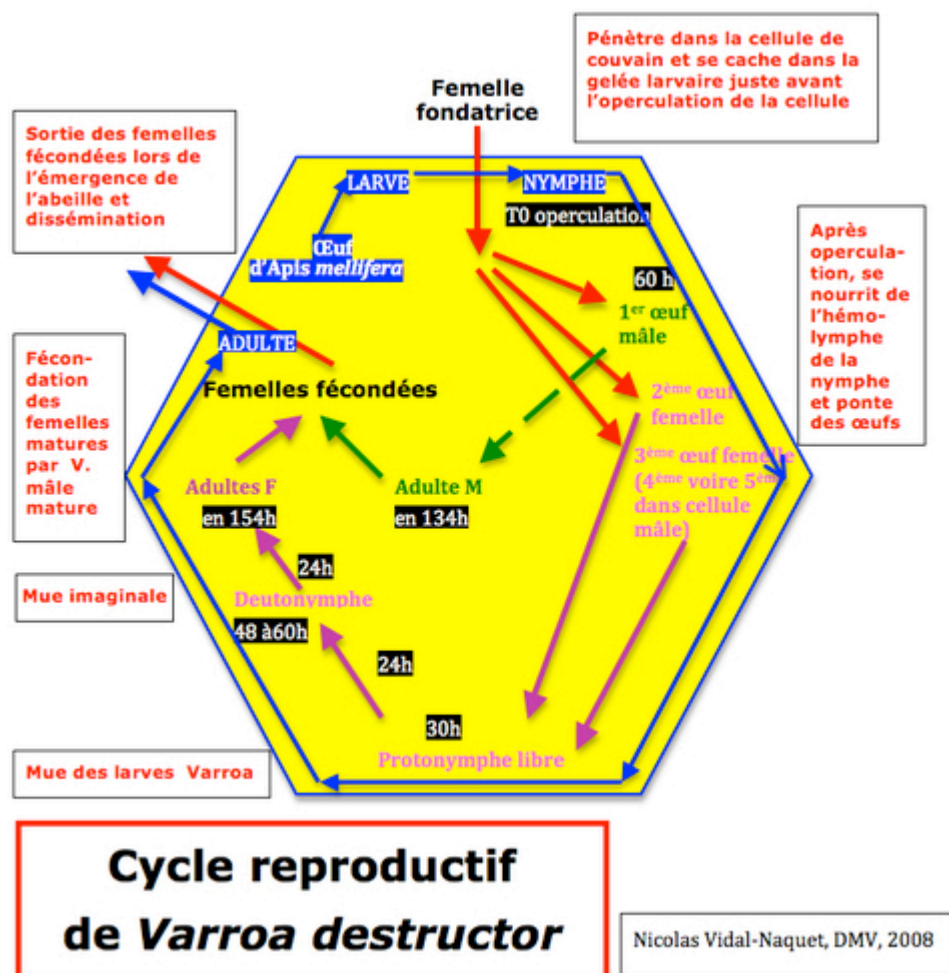 Pénètre dans la cellule de
couvain et se cache dans la
gelée larvaire juste avant
l'operculation de la cellule
Femelle
fondatrice
Sortie des femelles
fécondées lors de
l'émergence de
l'abeille et
dissémination
LARVE
NYMPHE
T0 operculation
Œuf
d'Apis mellifera
Après
opercula-
tion, se
nourrit de
l'hémo-
lymphe
de la
nymphe
et ponte
des œufs
60 h
1er œuf
mâle
ADULTE
Fécon-
dation
des
femelles
matures
par V.
mâle
mature
Femelles fécondées
2ème œuf
femelle
3ème œuf femelle
(4ème voire 5ème
dans cellule
mâle)
Adultes F
en 154h
Adulte M
en 134h
24h
Mue imaginale
Deutonymphe
48 à60h
24h
30h
Protonymphe libre
Mue des larves Varroa
Cycle reproductif
de Varroa destructor
Nicolas Vidal-Naquet, DMV, 2008